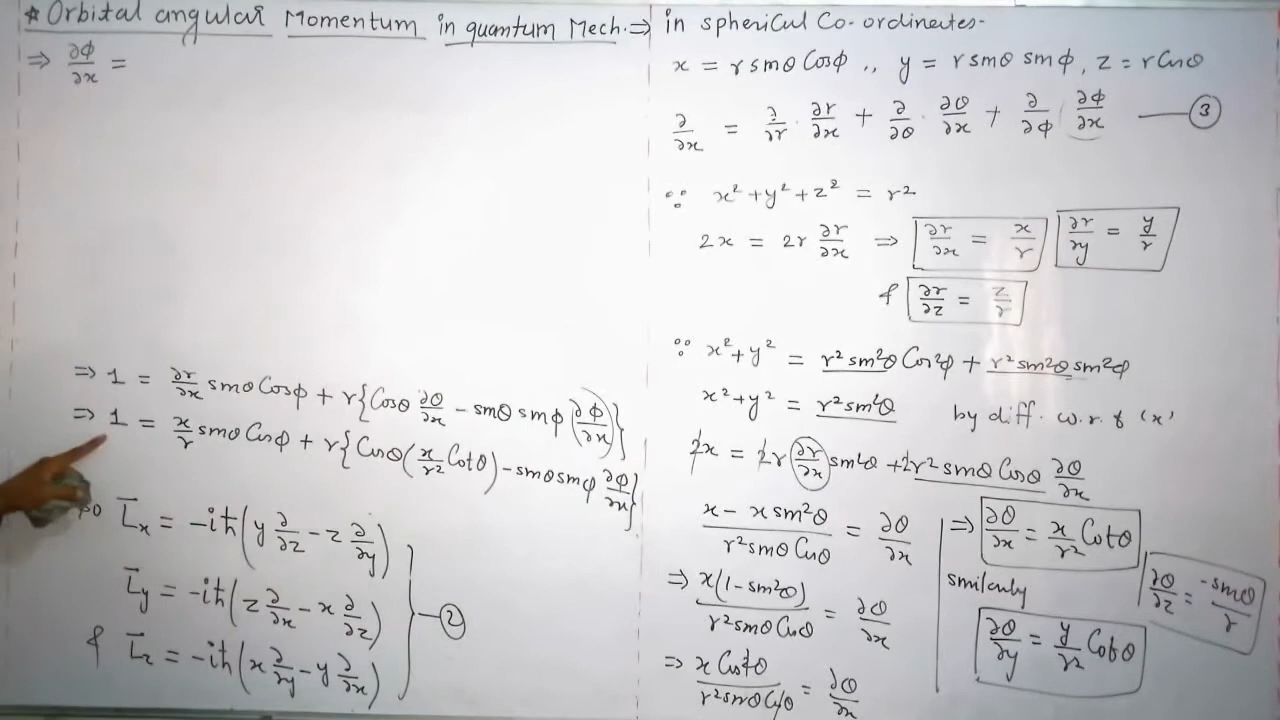 * Orbital angular Momentum in quantum Mech. ⇒
⇒ ∂φ/∂x =
⇒ 1 = ∂r/∂x sinθ Cosφ + r{Cosθ ∂θ/∂x - sinθ sinφ ∂φ/∂x}
⇒ 1 = x/r sinθ Cosφ + r{Cosθ(x/r² Cotθ) - sinθ sinφ ∂φ/∂x}
So L̄x = -iħ(y ∂/∂z - z ∂/∂y)
L̄y = -iħ(z ∂/∂x - x ∂/∂z) } — ②
& L̄z = -iħ(x ∂/∂y - y ∂/∂x)
in spherical Co-ordinates-
x = r sinθ Cosφ ,, y = r sinθ sinφ, z = r Cosθ
∂/∂x = ∂/∂r · ∂r/∂x + ∂/∂θ · ∂θ/∂x + ∂/∂φ ∂φ/∂x — ③
∵ x² + y² + z² = r²
2x = 2r ∂r/∂x ⇒ ∂r/∂x = x/r ∂r/∂y = y/r
& ∂r/∂z = z/r
∵ x² + y² = r² sin²θ Cos²φ + r² sin²θ sin²φ
x² + y² = r² sin²θ by diff. w.r.t 'x'
2x = 2r ∂r/∂x sin²θ + 2r² sinθ Cosθ ∂θ/∂x
x - x sin²θ / r² sinθ Cosθ = ∂θ/∂x
⇒ x(1 - sin²θ) / r² sinθ Cosθ = ∂θ/∂x
⇒ x Cos²θ / r² sinθ Cosθ = ∂θ/∂x
⇒ ∂θ/∂x = x/r² Cotθ
similarly
∂θ/∂y = y/r² Cotθ
∂θ/∂z = -sinθ/r